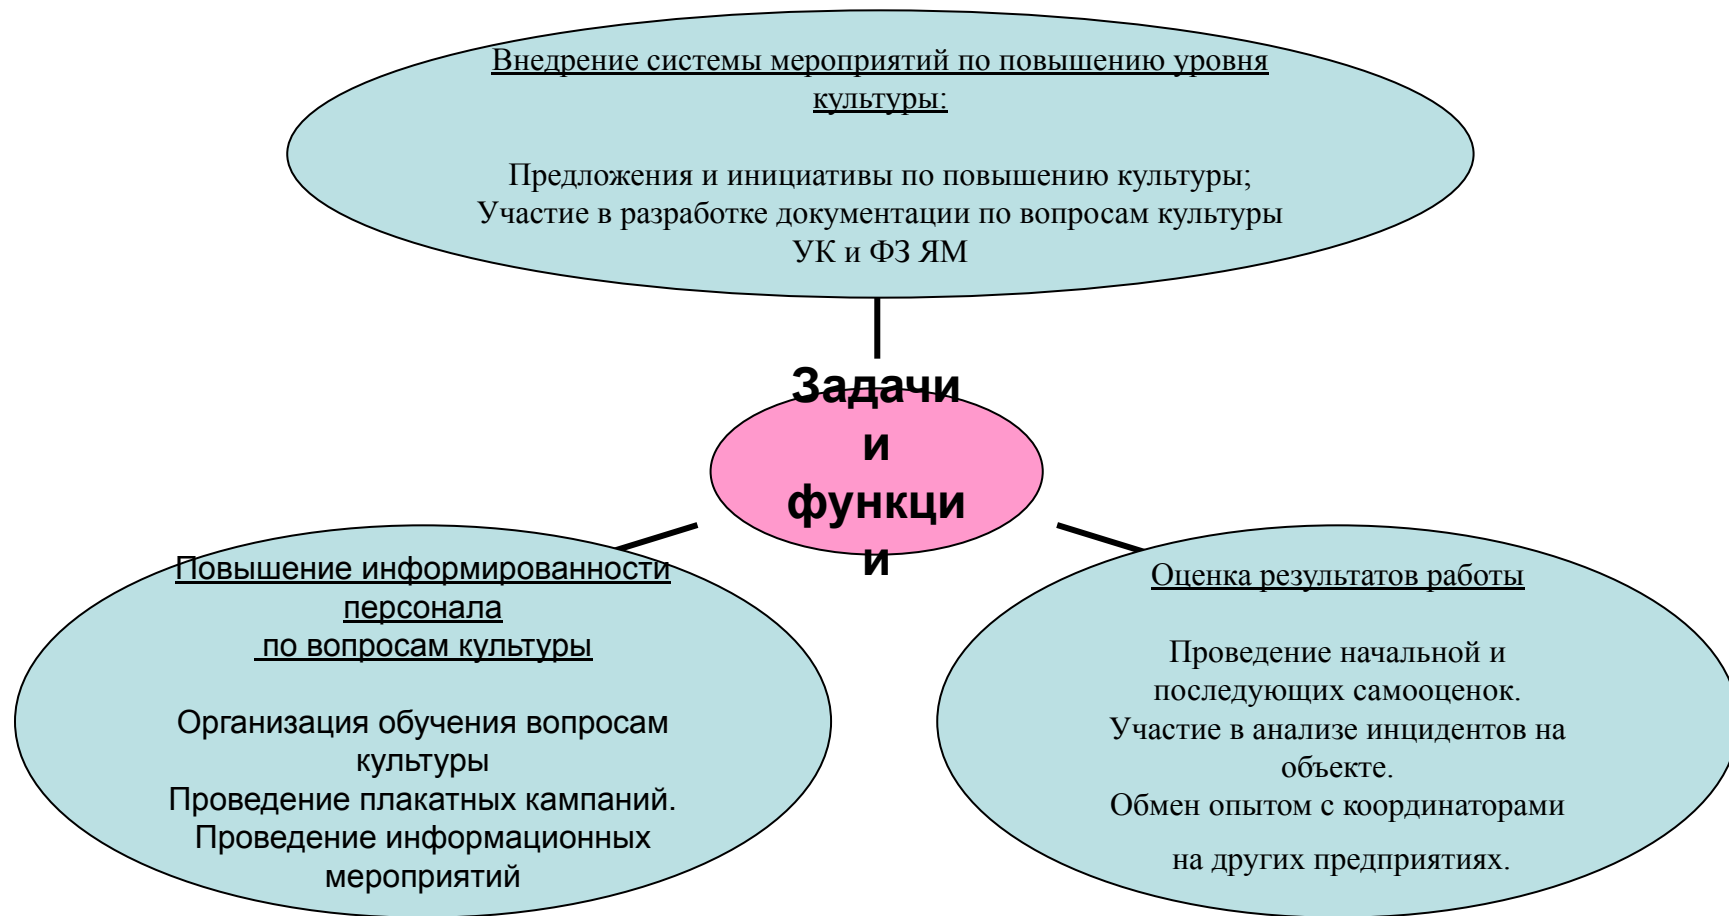 Внедрение системы мероприятий по повышению уровня
культуры:
Предложения и инициативы по повышению культуры;
Участие в разработке документации по вопросам культуры
УК и ФЗ ЯМ
Задачи
и
функци
и
Повышение информированности
персонала
по вопросам культуры
Организация обучения вопросам
культуры
Проведение плакатных кампаний.
Проведение информационных
мероприятий
Оценка результатов работы
Проведение начальной и
последующих самооценок.
Участие в анализе инцидентов на
объекте.
Обмен опытом с координаторами
на других предприятиях.